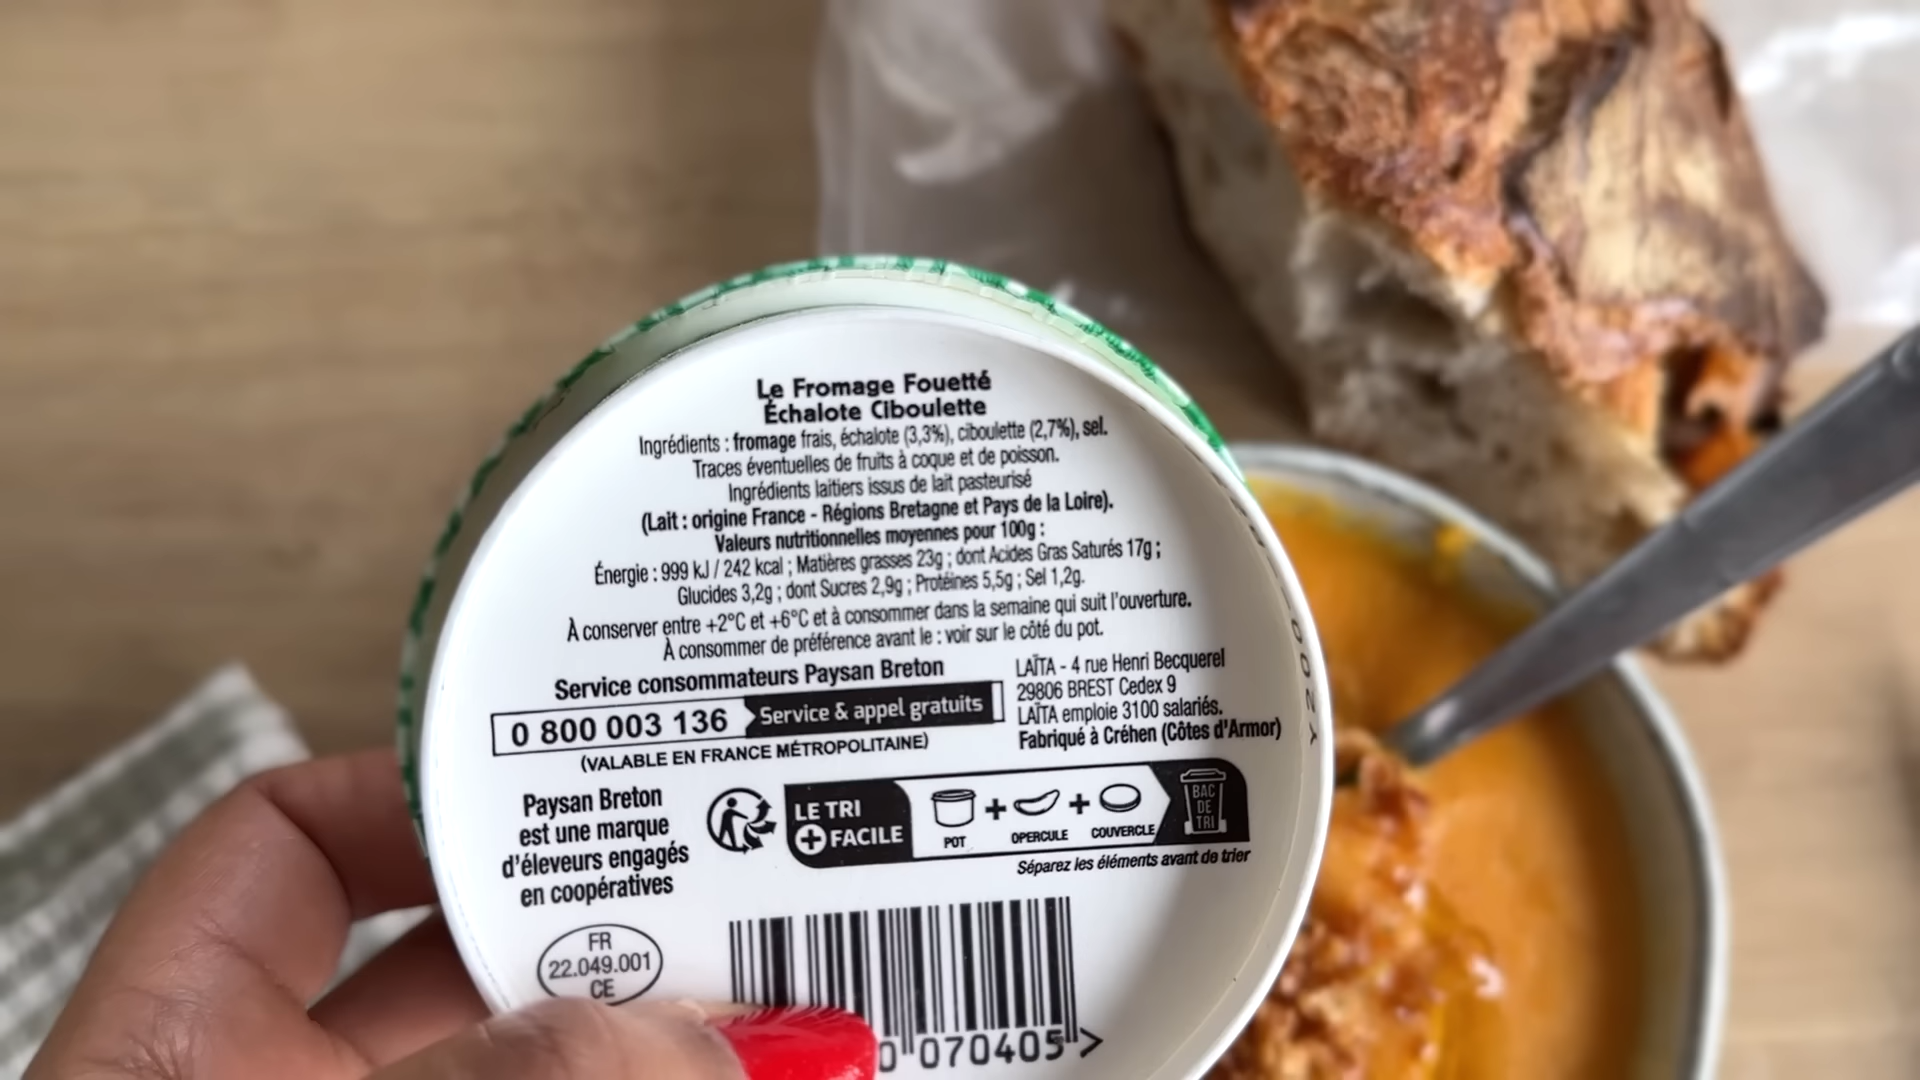 Le Fromage Fouetté
Échalote Ciboulette
Ingrédients : fromage frais, échalote (3,3%), ciboulette (2,7%), sel.
Traces éventuelles de fruits à coque et de poisson.
Ingrédients laitiers issus de lait pasteurisé
(Lait : origine France - Régions Bretagne et Pays de la Loire).
Valeurs nutritionnelles moyennes pour 100g :
Énergie : 999 kJ / 242 kcal ; Matières grasses 23g ; dont Acides Gras Saturés 17g ;
Glucides 3,2g ; dont Sucres 2,9g ; Protéines 5,5g ; Sel 1,2g.
À conserver entre +2°C et +6°C et à consommer dans la semaine qui suit l'ouverture.
À consommer de préférence avant le : voir sur le côté du pot.
Service consommateurs Paysan Breton
0 800 003 136 Service & appel gratuits
(VALABLE EN FRANCE MÉTROPOLITAINE)
LAÏTA - 4 rue Henri Becquerel
29806 BREST Cedex 9
LAÏTA emploie 3100 salariés.
Fabriqué à Créhen (Côtes d'Armor)
Paysan Breton
est une marque
d'éleveurs engagés
en coopératives
LE TRI
+ FACILE
POT
+
OPERCULE
+
COUVERCLE
BAC
DE
TRI
Séparez les éléments avant de trier
FR
22.049.001
CE
0 070405 >